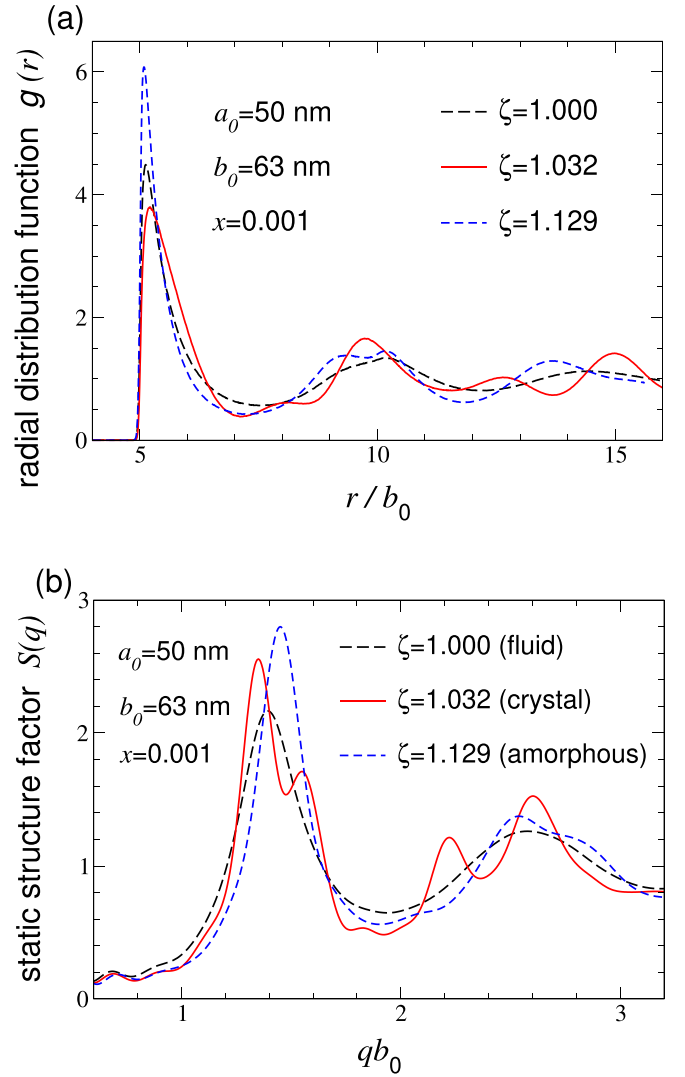 (a)
radial distribution function g(r)
6
4
2
0
a₀=50 nm
b₀=63 nm
x=0.001
ζ=1.000
ζ=1.032
ζ=1.129
5 10 15
r / b₀
(b)
static structure factor S(q)
3
2
1
0
a₀=50 nm
b₀=63 nm
x=0.001
ζ=1.000 (fluid)
ζ=1.032 (crystal)
ζ=1.129 (amorphous)
1 2 3
qb₀